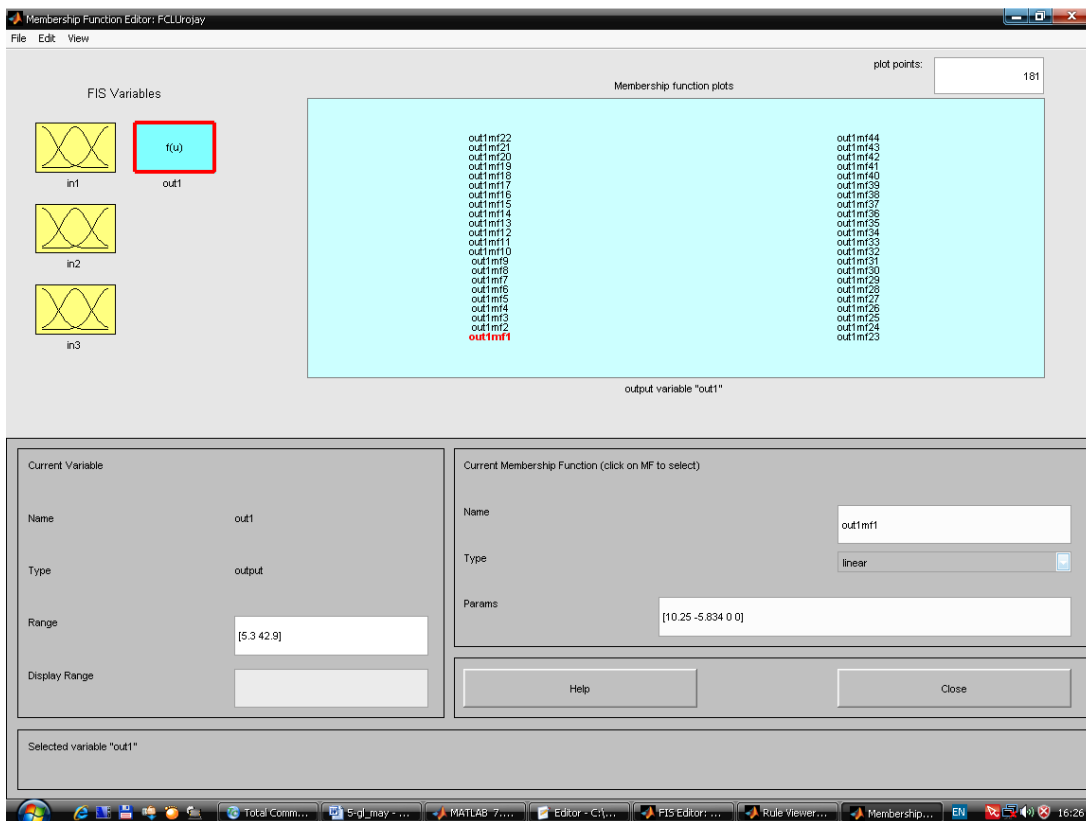 Membership Function Editor: FCLUrojay
File Edit View
plot points:
181
FIS Variables
Membership function plots
f(u)
in1
out1
in2
in3
out1mf22
out1mf21
out1mf20
out1mf19
out1mf18
out1mf17
out1mf16
out1mf15
out1mf14
out1mf13
out1mf12
out1mf11
out1mf10
out1mf9
out1mf8
out1mf7
out1mf6
out1mf5
out1mf4
out1mf3
out1mf2
out1mf1
out1mf44
out1mf43
out1mf42
out1mf41
out1mf40
out1mf39
out1mf38
out1mf37
out1mf36
out1mf35
out1mf34
out1mf33
out1mf32
out1mf31
out1mf30
out1mf29
out1mf28
out1mf27
out1mf26
out1mf25
out1mf24
out1mf23
output variable "out1"
Current Variable
Name out1
Type output
Range [5.3 42.9]
Display Range
Current Membership Function (click on MF to select)
Name out1mf1
Type linear
Params [10.25 -5.834 0 0]
Help Close
Selected variable "out1"
Total Comm... 5-gl_may - ... MATLAB 7.... Editor - C:\... FIS Editor: ... Rule Viewer... Membership... EN 16:26